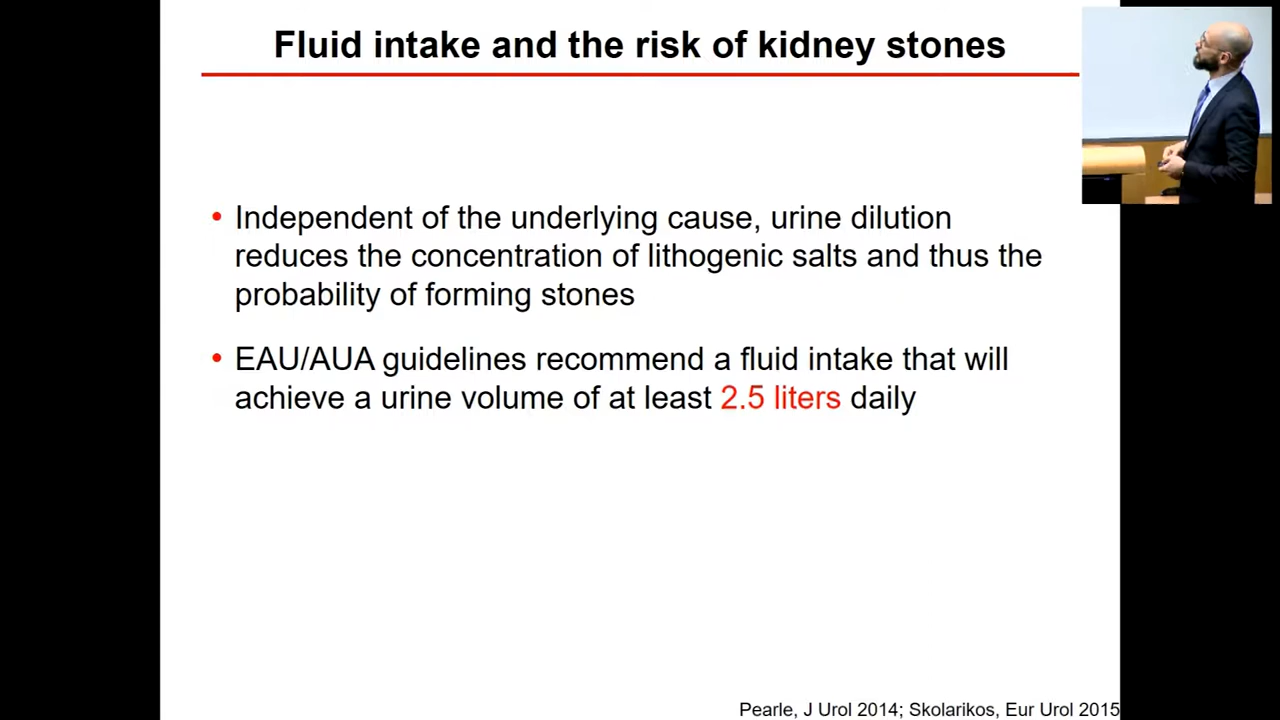 Fluid intake and the risk of kidney stones
• Independent of the underlying cause, urine dilution
reduces the concentration of lithogenic salts and thus the
probability of forming stones
• EAU/AUA guidelines recommend a fluid intake that will
achieve a urine volume of at least 2.5 liters daily
Pearle, J Urol 2014; Skolarikos, Eur Urol 2015